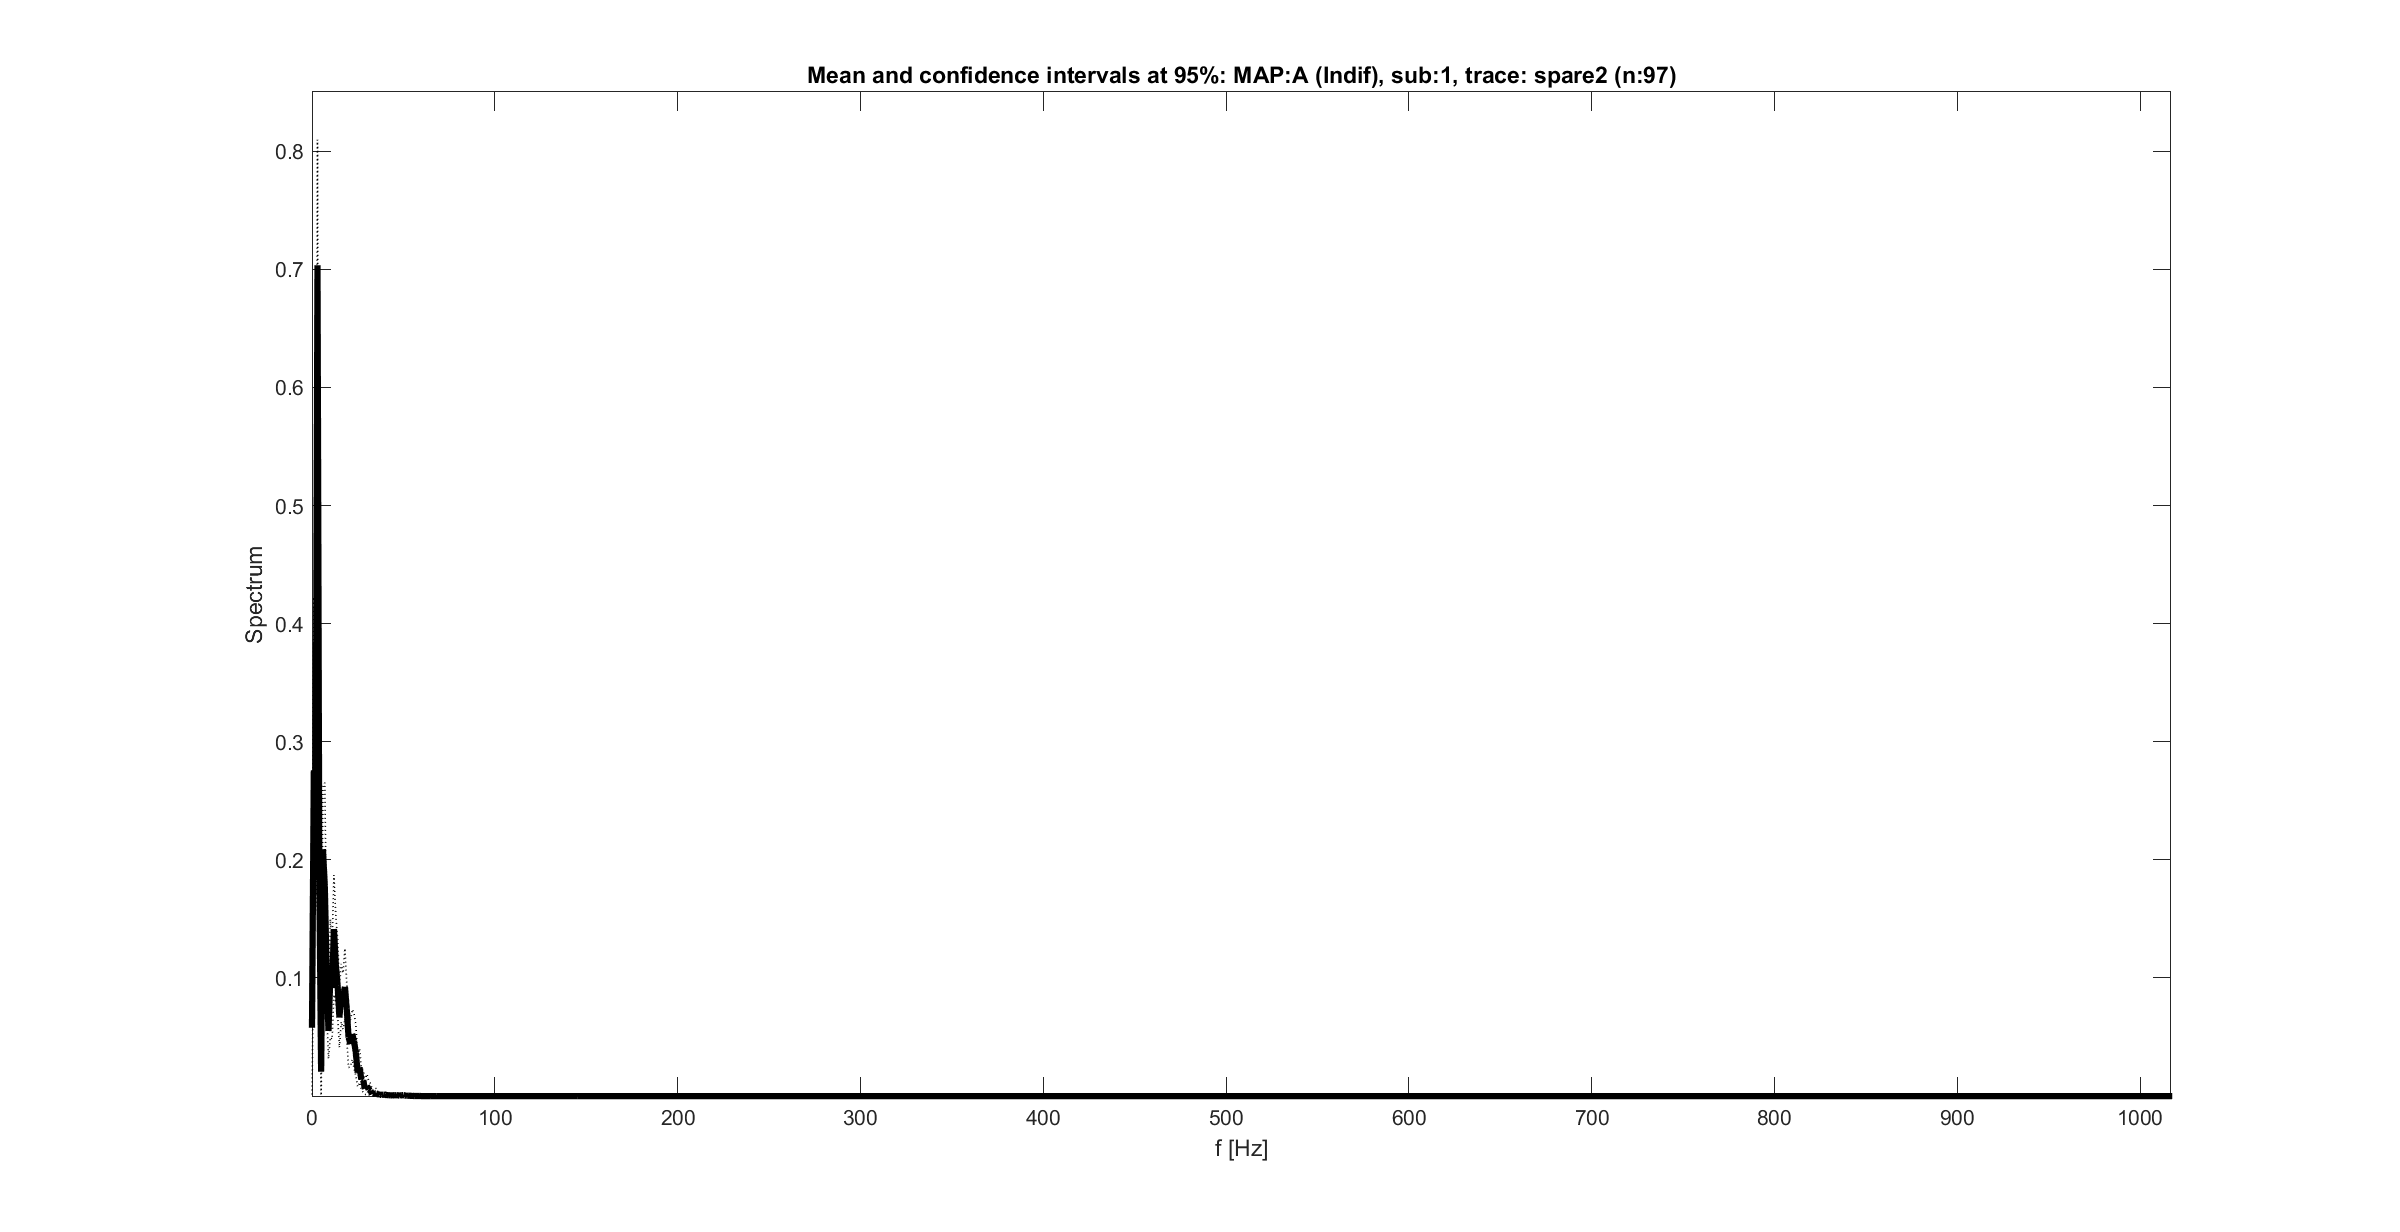 Mean and confidence intervals at 95%: MAP:A (Indif), sub:1, trace: spare2 (n:97)
0.8
0.7
0.6
0.5
0.4
0.3
0.2
0.1
Spectrum
0 100 200 300 400 500 600 700 800 900 1000
f [Hz]